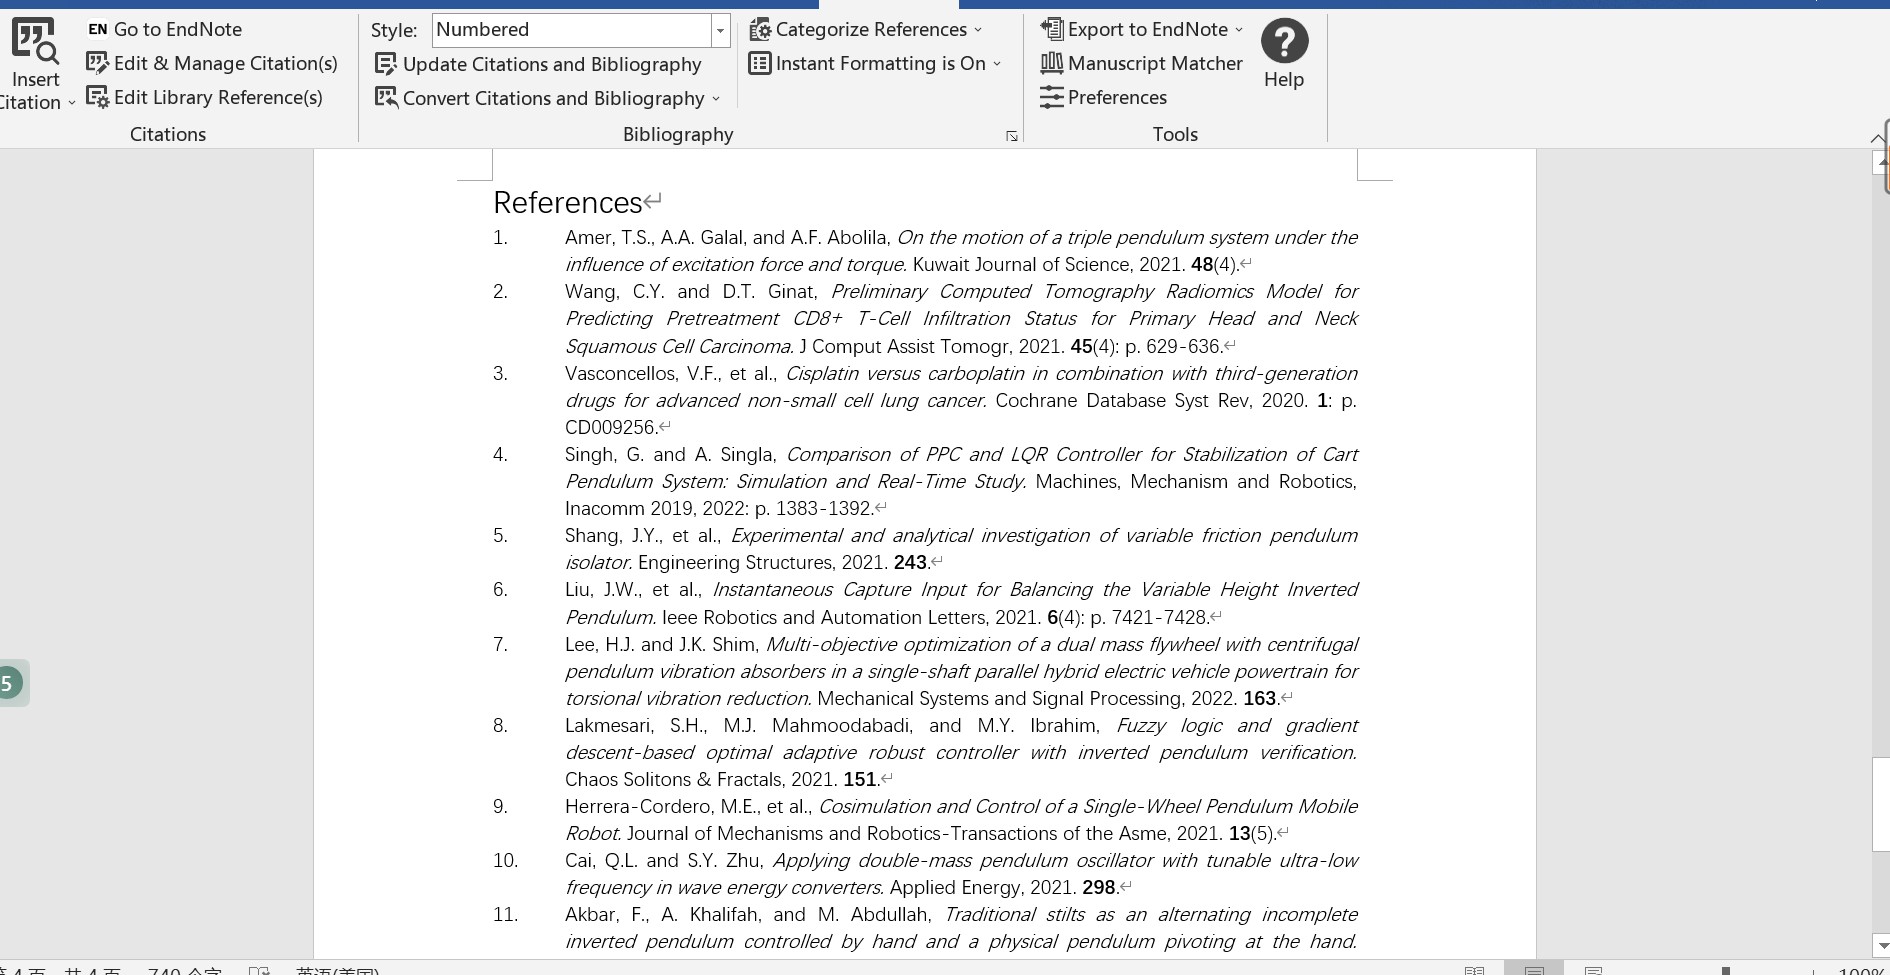 Insert
Citation
EN Go to EndNote
Edit & Manage Citation(s)
Edit Library Reference(s)
Citations
Style: Numbered
Update Citations and Bibliography
Convert Citations and Bibliography
Categorize References
Instant Formatting is On
Bibliography
Export to EndNote
Manuscript Matcher
Preferences
? Help
Tools
References
1. Amer, T.S., A.A. Galal, and A.F. Abolila, On the motion of a triple pendulum system under the
influence of excitation force and torque. Kuwait Journal of Science, 2021. 48(4).
2. Wang, C.Y. and D.T. Ginat, Preliminary Computed Tomography Radiomics Model for
Predicting Pretreatment CD8+ T-Cell Infiltration Status for Primary Head and Neck
Squamous Cell Carcinoma. J Comput Assist Tomogr, 2021. 45(4): p. 629-636.
3. Vasconcellos, V.F., et al., Cisplatin versus carboplatin in combination with third-generation
drugs for advanced non-small cell lung cancer. Cochrane Database Syst Rev, 2020. 1: p.
CD009256.
4. Singh, G. and A. Singla, Comparison of PPC and LQR Controller for Stabilization of Cart
Pendulum System: Simulation and Real-Time Study. Machines, Mechanism and Robotics,
Inacomm 2019, 2022: p. 1383-1392.
5. Shang, J.Y., et al., Experimental and analytical investigation of variable friction pendulum
isolator. Engineering Structures, 2021. 243.
6. Liu, J.W., et al., Instantaneous Capture Input for Balancing the Variable Height Inverted
Pendulum. Ieee Robotics and Automation Letters, 2021. 6(4): p. 7421-7428.
5
7. Lee, H.J. and J.K. Shim, Multi-objective optimization of a dual mass flywheel with centrifugal
pendulum vibration absorbers in a single-shaft parallel hybrid electric vehicle powertrain for
torsional vibration reduction. Mechanical Systems and Signal Processing, 2022. 163.
8. Lakmesari, S.H., M.J. Mahmoodabadi, and M.Y. Ibrahim, Fuzzy logic and gradient
descent-based optimal adaptive robust controller with inverted pendulum verification.
Chaos Solitons & Fractals, 2021. 151.
9. Herrera-Cordero, M.E., et al., Cosimulation and Control of a Single-Wheel Pendulum Mobile
Robot. Journal of Mechanisms and Robotics-Transactions of the Asme, 2021. 13(5).
10. Cai, Q.L. and S.Y. Zhu, Applying double-mass pendulum oscillator with tunable ultra-low
frequency in wave energy converters. Applied Energy, 2021. 298.
11. Akbar, F., A. Khalifah, and M. Abdullah, Traditional stilts as an alternating incomplete
inverted pendulum controlled by hand and a physical pendulum pivoting at the hand.
第 4 页，共 4 页 740 个字 英语(美国) 100%